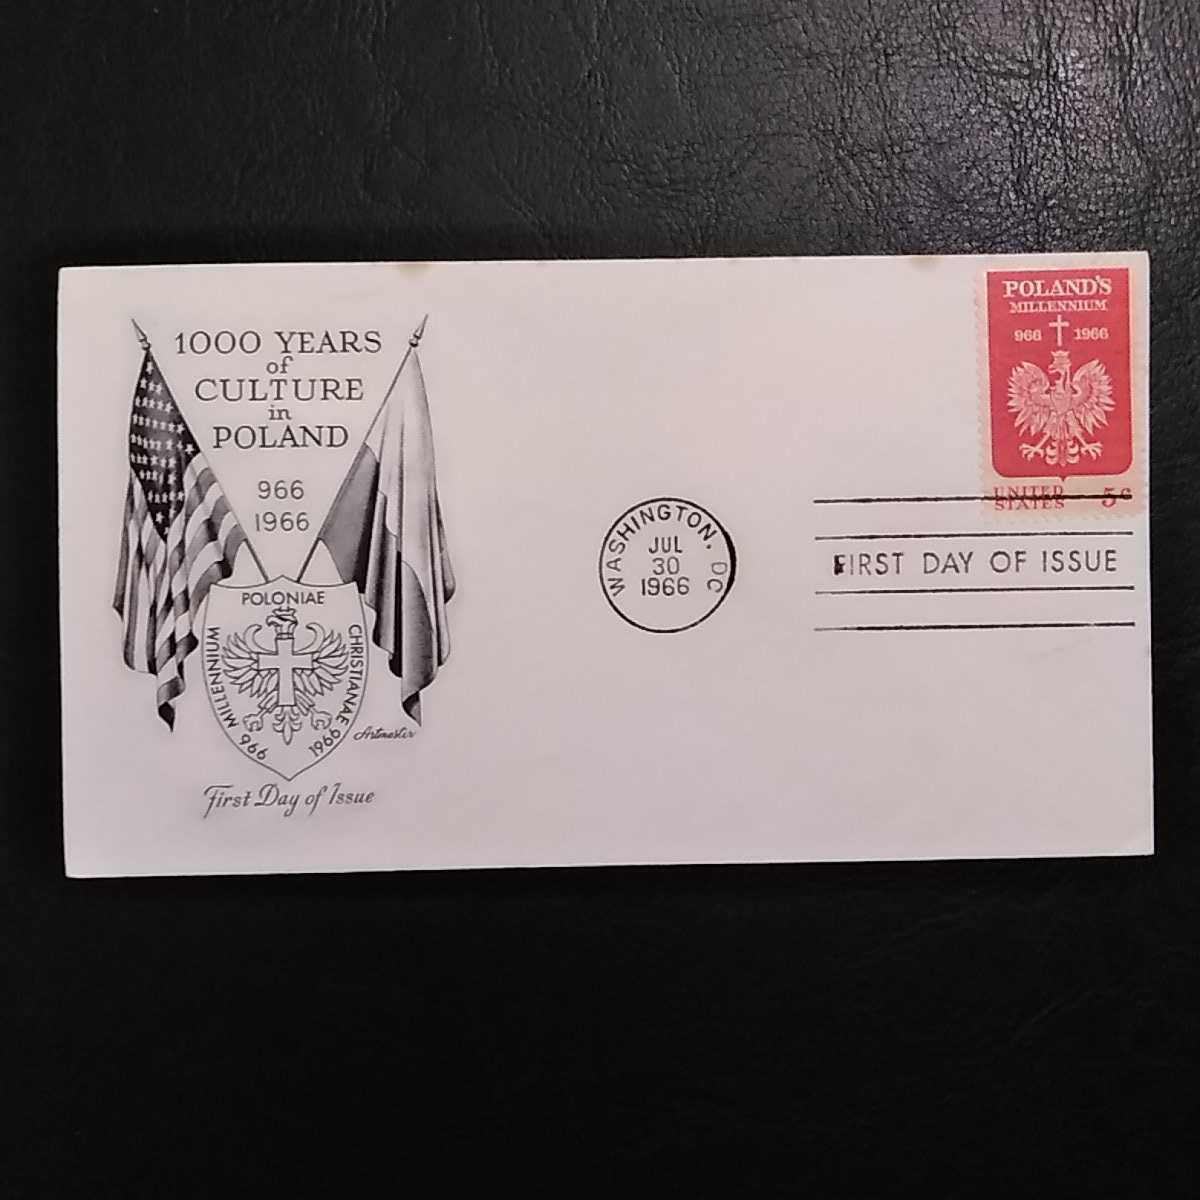 1000 YEARS
of
CULTURE
in
POLAND
966
1966
POLONIAE
MILLENNIUM
CHRISTIANAE
966
1966
Artmaster
First Day of Issue
WASHINGTON, DC
JUL
30
1966
POLAND'S
MILLENNIUM
966 1966
UNITED
STATES 5c
FIRST DAY OF ISSUE